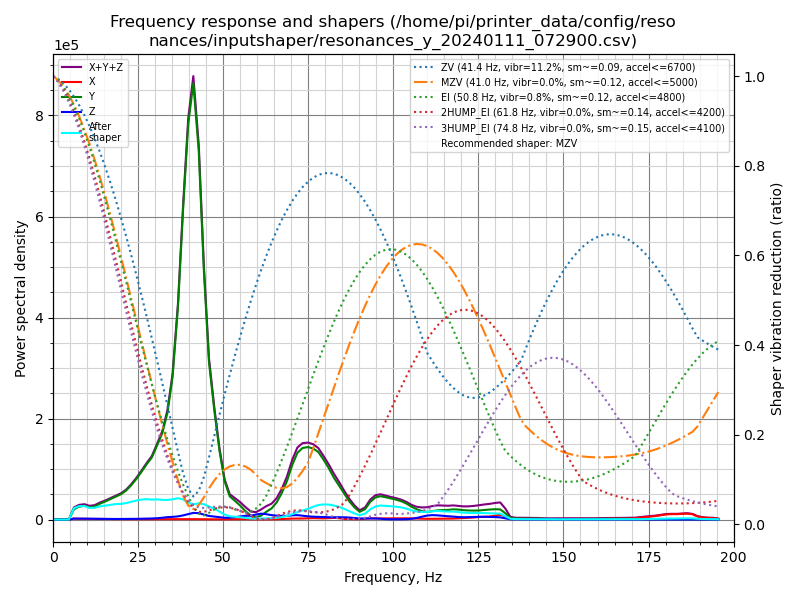 Frequency response and shapers (/home/pi/printer_data/config/reso
nances/inputshaper/resonances_y_20240111_072900.csv)
1e5
X+Y+Z
X
Y
Z
After
shaper
ZV (41.4 Hz, vibr=11.2%, sm~=0.09, accel<=6700)
MZV (41.0 Hz, vibr=0.0%, sm~=0.12, accel<=5000)
EI (50.8 Hz, vibr=0.8%, sm~=0.12, accel<=4800)
2HUMP_EI (61.8 Hz, vibr=0.0%, sm~=0.14, accel<=4200)
3HUMP_EI (74.8 Hz, vibr=0.0%, sm~=0.15, accel<=4100)
Recommended shaper: MZV
Power spectral density
8
6
4
2
0
1.0
0.8
0.6
0.4
0.2
0.0
Shaper vibration reduction (ratio)
0 25 50 75 100 125 150 175 200
Frequency, Hz